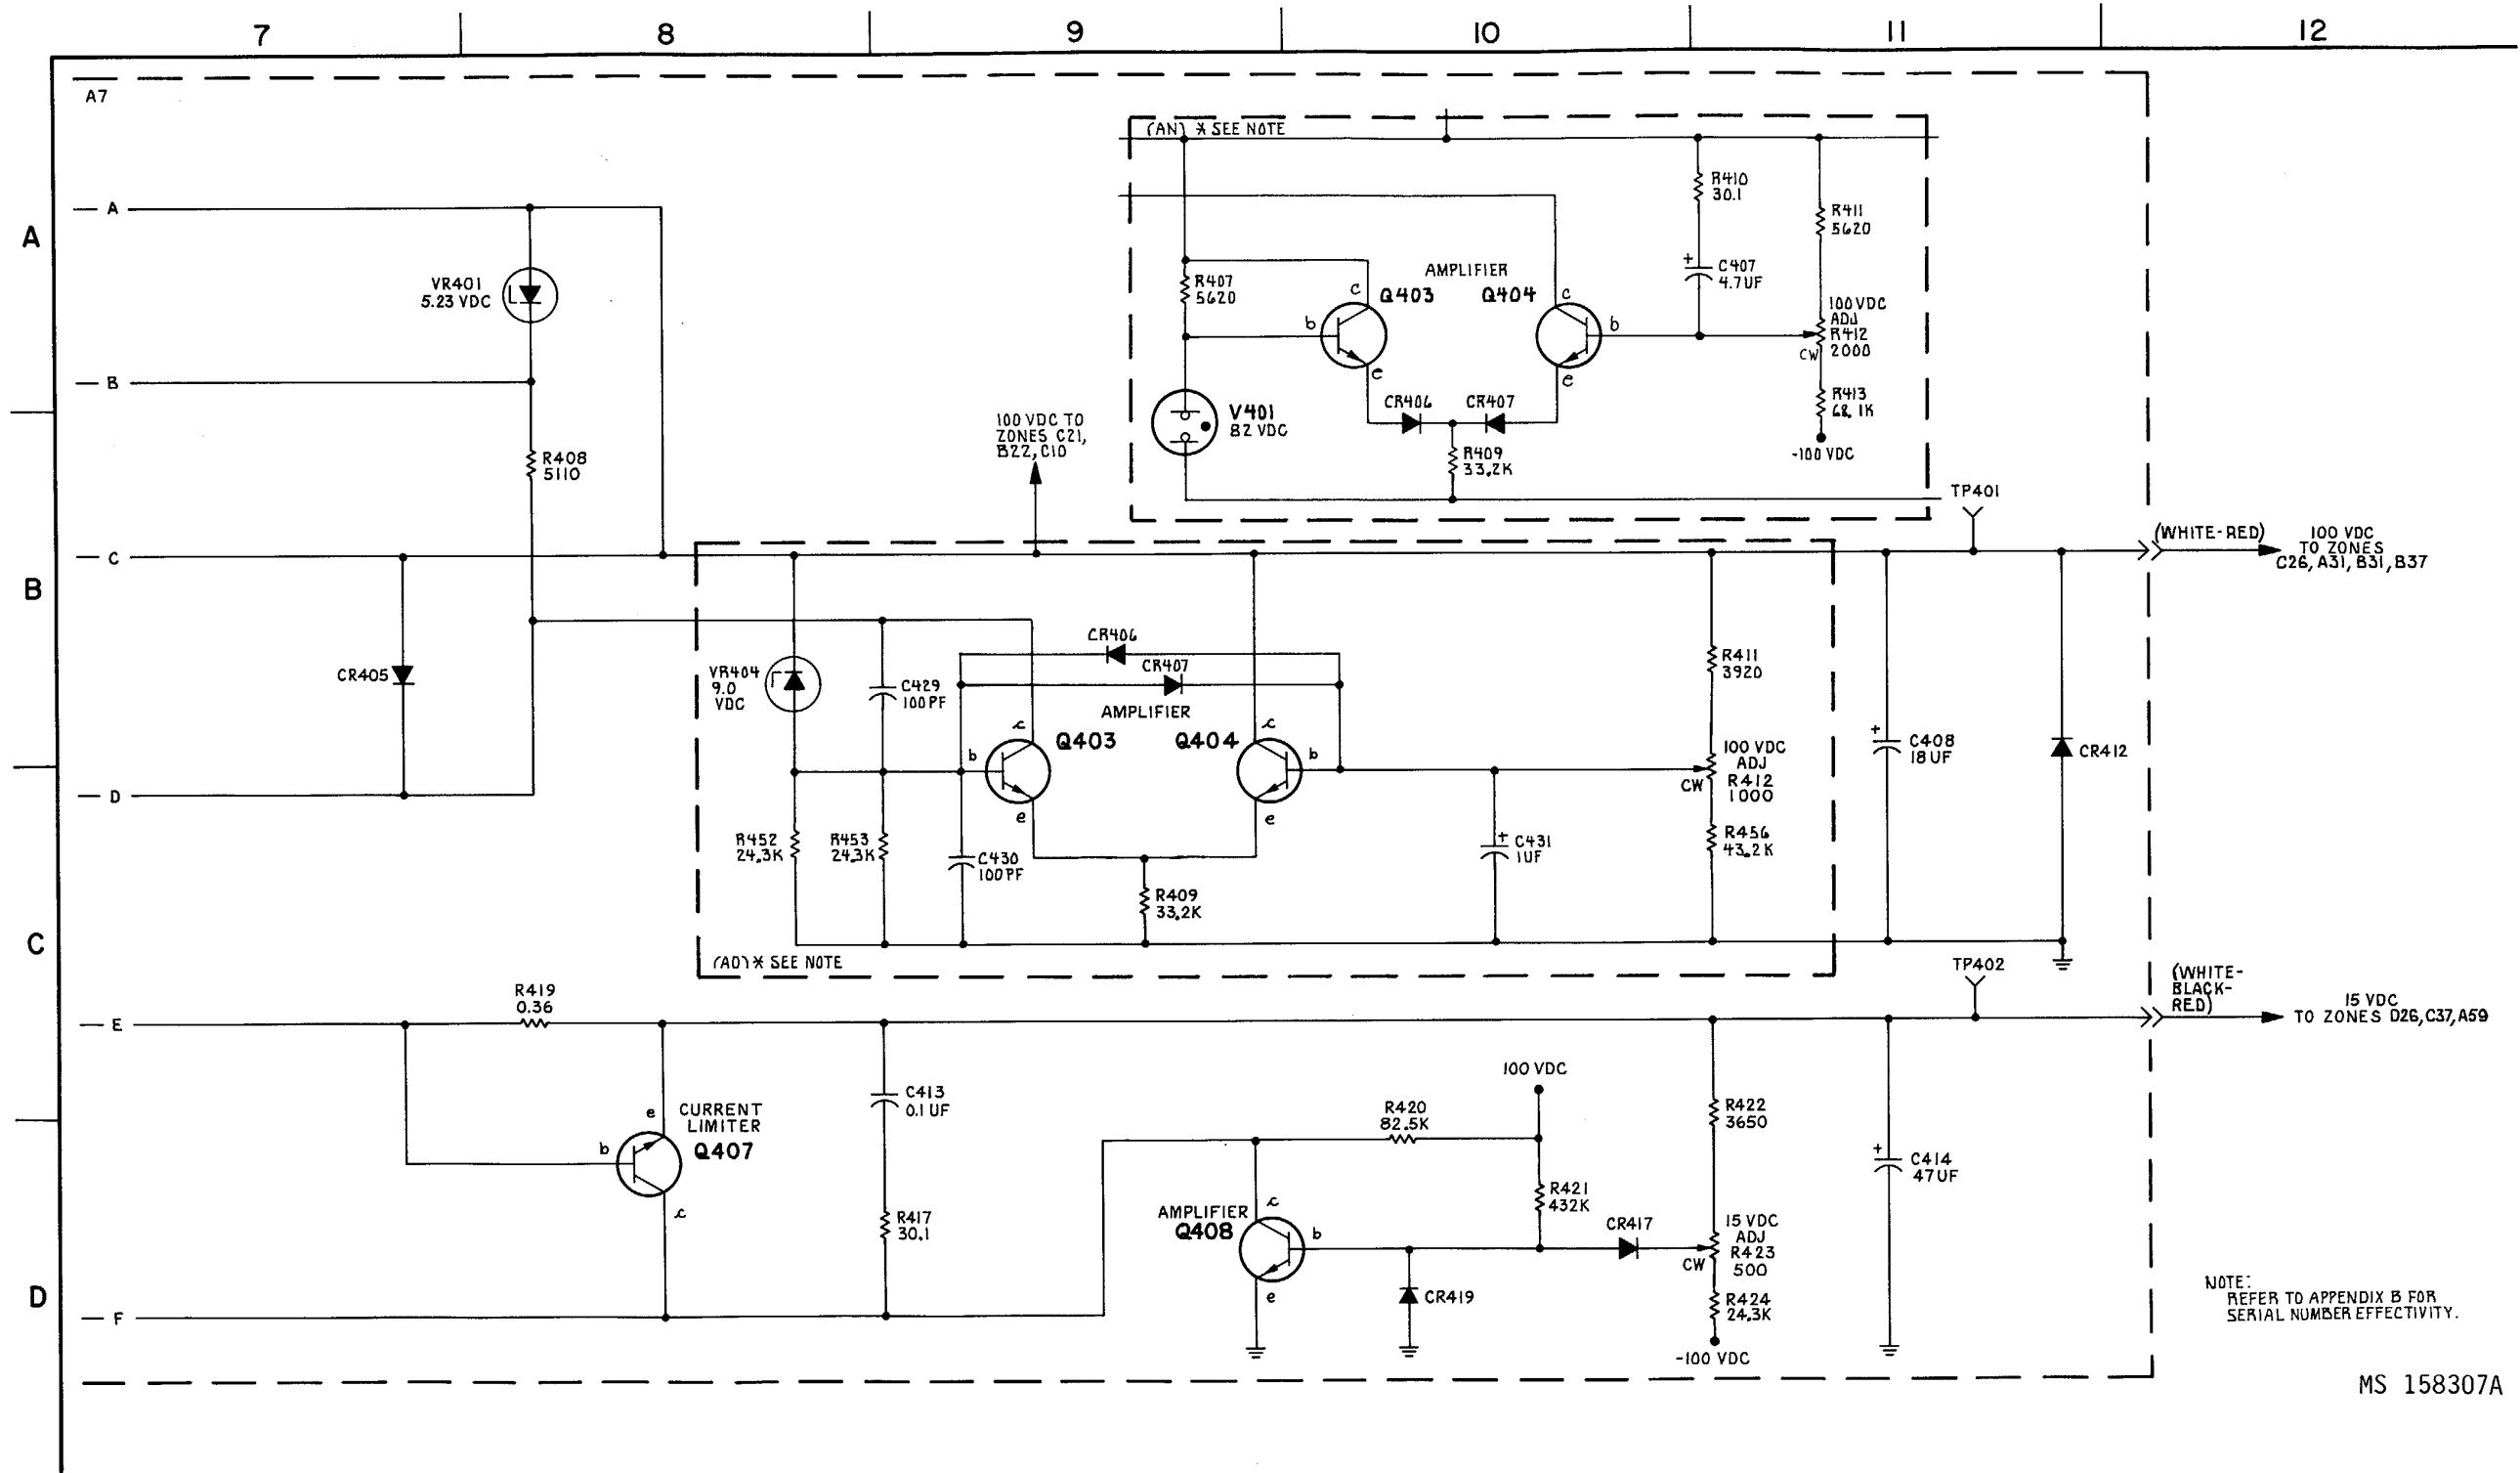 7
8
9
10
11
12
A
B
C
D
A7
A
VR401
5.23 VDC
B
R408
5110
C
CR405
D
100 VDC TO
ZONES C21,
B22, C10
(AN) * SEE NOTE
R407
5620
V401
82 VDC
AMPLIFIER
Q403
Q404
c
b
e
c
b
e
CR406
CR407
R409
33.2K
R410
30.1
C407
4.7UF
+
R411
5620
100 VDC
ADJ
R412
2000
CW
R413
68.1K
-100 VDC
TP401
(WHITE-RED)
100 VDC
TO ZONES
C26, A31, B31, B37
VR404
9.0
VDC
C429
100PF
CR406
CR407
AMPLIFIER
Q403
Q404
c
b
e
c
b
e
R452
24.3K
R453
24.3K
C430
100PF
R409
33.2K
+
C431
1UF
R411
3920
100 VDC
ADJ
R412
1000
CW
R456
43.2K
+
C408
18UF
CR412
(AO) * SEE NOTE
E
R419
0.36
TP402
(WHITE-
BLACK-
RED)
15 VDC
TO ZONES D26, C37, A59
e
b
c
CURRENT
LIMITER
Q407
C413
0.1 UF
R417
30.1
F
100 VDC
R420
82.5K
R421
432K
AMPLIFIER
Q408
c
b
e
CR419
CR417
R422
3650
15 VDC
ADJ
R423
500
CW
R424
24.3K
-100 VDC
+
C414
47UF
NOTE:
REFER TO APPENDIX B FOR
SERIAL NUMBER EFFECTIVITY.
MS 158307A